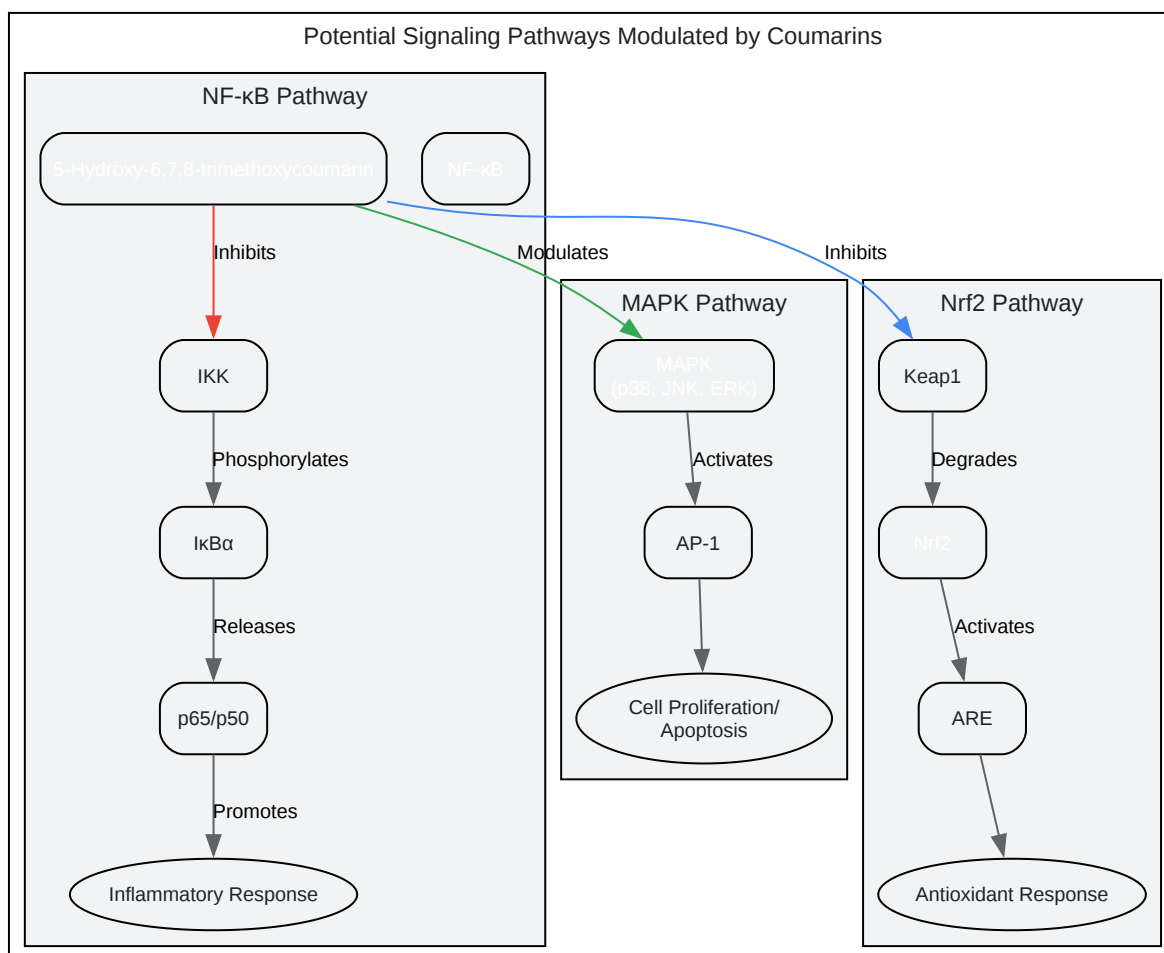 Potential Signaling Pathways Modulated by Coumarins
NF-κB Pathway
5-Hydroxy-6,7,8-trimethoxycoumarin
NF-κB
Inhibits
Modulates
Inhibits
MAPK Pathway
Nrf2 Pathway
IKK
MAPK
(p38, JNK, ERK)
Keap1
Phosphorylates
Activates
Degrades
IκBα
AP-1
Nrf2
Releases
Activates
p65/p50
Cell Proliferation/
Apoptosis
ARE
Promotes
Inflammatory Response
Antioxidant Response